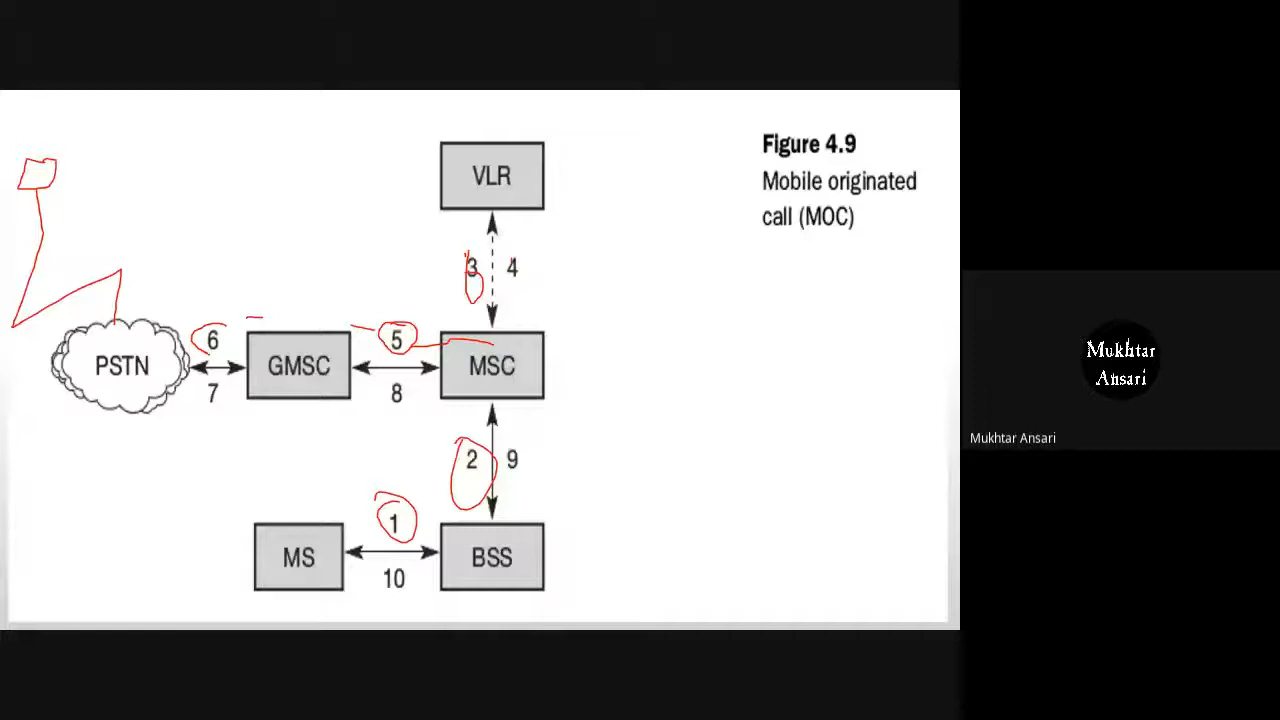 Figure 4.9
Mobile originated
call (MOC)
VLR
3 4
6 5
PSTN GMSC MSC
7 8
2 9
1
MS BSS
10
Mukhtar
Ansari
Mukhtar Ansari